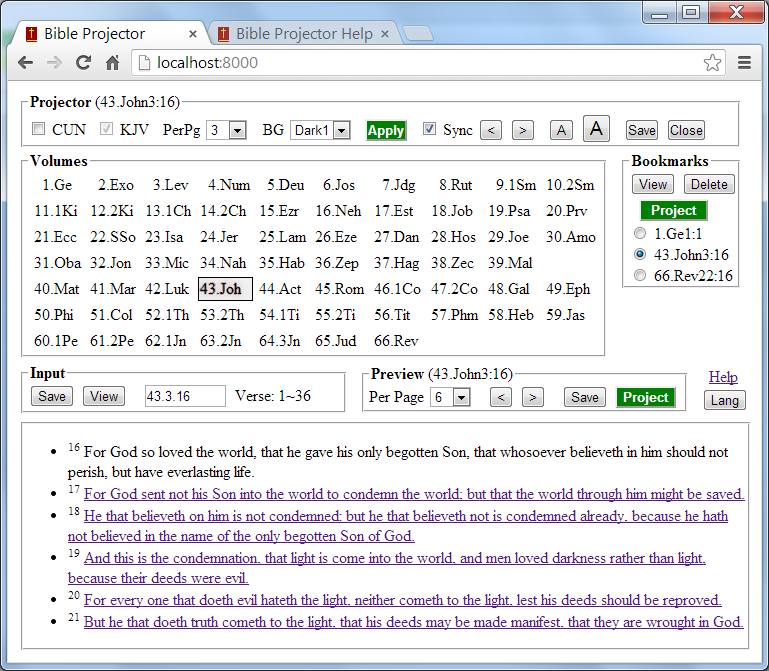 Bible Projector × Bible Projector Help ×
localhost:8000
Projector (43.John3:16)
CUN KJV PerPg 3 BG Dark1 Apply Sync < > A A Save Close
Volumes
1.Ge 2.Exo 3.Lev 4.Num 5.Deu 6.Jos 7.Jdg 8.Rut 9.1Sm 10.2Sm
11.1Ki 12.2Ki 13.1Ch 14.2Ch 15.Ezr 16.Neh 17.Est 18.Job 19.Psa 20.Prv
21.Ecc 22.SSo 23.Isa 24.Jer 25.Lam 26.Eze 27.Dan 28.Hos 29.Joe 30.Amo
31.Oba 32.Jon 33.Mic 34.Nah 35.Hab 36.Zep 37.Hag 38.Zec 39.Mal
40.Mat 41.Mar 42.Luk 43.Joh 44.Act 45.Rom 46.1Co 47.2Co 48.Gal 49.Eph
50.Phi 51.Col 52.1Th 53.2Th 54.1Ti 55.2Ti 56.Tit 57.Phm 58.Heb 59.Jas
60.1Pe 61.2Pe 62.1Jn 63.2Jn 64.3Jn 65.Jud 66.Rev
Bookmarks
View Delete
Project
1.Ge1:1
43.John3:16
66.Rev22:16
Input
Save View 43.3.16 Verse: 1~36
Preview (43.John3:16)
Per Page 6 < > Save Project
Help
Lang
16 For God so loved the world, that he gave his only begotten Son, that whosoever believeth in him should not
perish, but have everlasting life.
17 For God sent not his Son into the world to condemn the world; but that the world through him might be saved.
18 He that believeth on him is not condemned: but he that believeth not is condemned already, because he hath
not believed in the name of the only begotten Son of God.
19 And this is the condemnation, that light is come into the world, and men loved darkness rather than light,
because their deeds were evil.
20 For every one that doeth evil hateth the light, neither cometh to the light, lest his deeds should be reproved.
21 But he that doeth truth cometh to the light, that his deeds may be made manifest, that they are wrought in God.